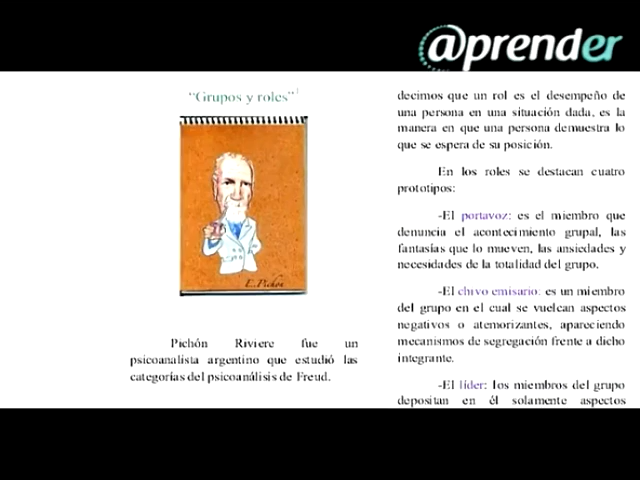 @prender
“Grupos y roles”1
E. Pichón
Pichón Riviere fue un
psicoanalista argentino que estudió las
categorías del psicoanálisis de Freud.
decimos que un rol es el desempeño de
una persona en una situación dada, es la
manera en que una persona demuestra lo
que se espera de su posición.
En los roles se destacan cuatro
prototipos:
-El portavoz: es el miembro que
denuncia el acontecimiento grupal, las
fantasías que lo mueven, las ansiedades y
necesidades de la totalidad del grupo.
-El chivo emisario: es un miembro
del grupo en el cual se vuelcan aspectos
negativos o atemorizantes, apareciendo
mecanismos de segregación frente a dicho
integrante.
-El líder: los miembros del grupo
depositan en él solamente aspectos